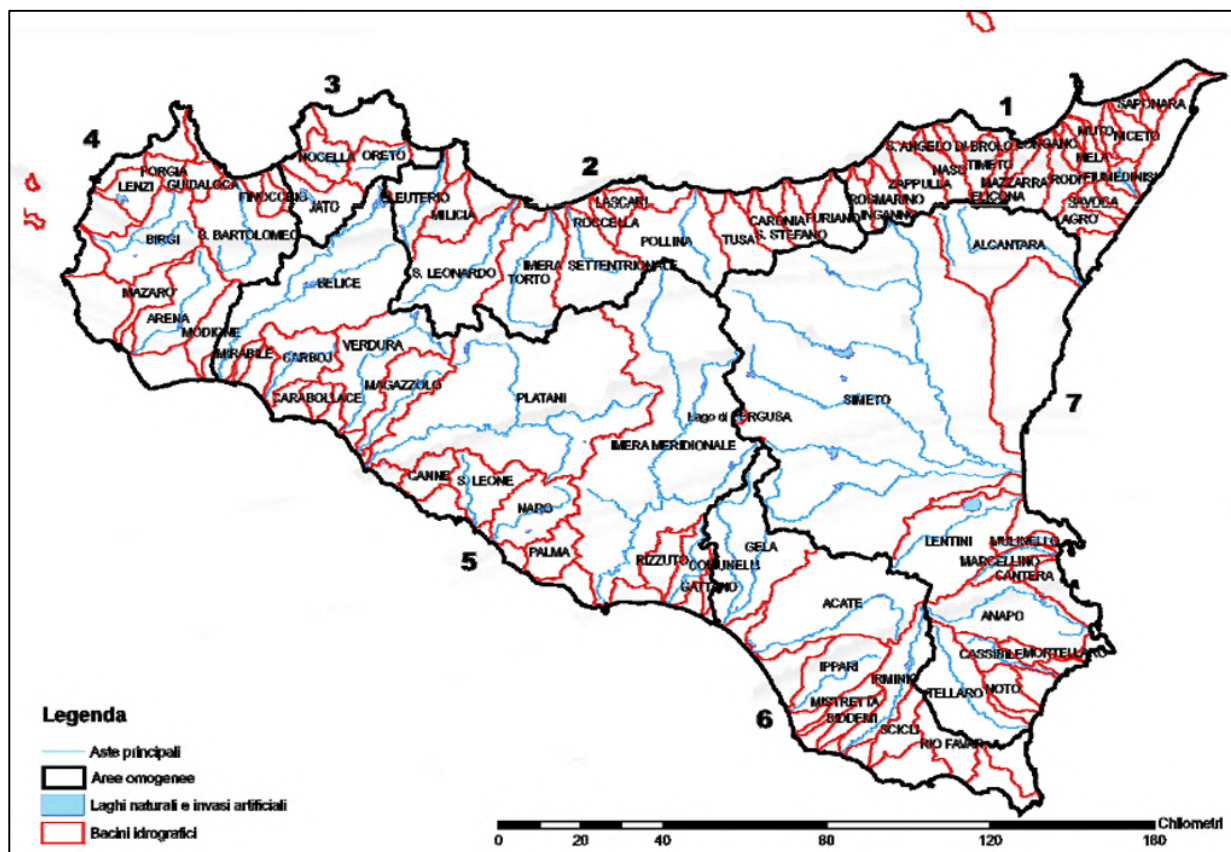 3
4
1
2
SAPONARA
MUTO
NICETO
LONGANO
MELA
S. ANGELO DI BROLO
NASO
TIMETO
ZAPPULLA
MAZZARRA
RODI
FIUMEDINISI
ELICONA
SAVOCA
AGRO'
ROSMARINO
INGANNO
NOCELLA
ORETO
FORGIA
LENZI
GUIDALOCA
FINOCCHIO
JATO
ELEUTERIO
MILICIA
LASCARI
ROCCELLA
POLLINA
TUSA
CARONIA
FURIANO
S. STEFANO
ALCANTARA
BIRGI
S. BARTOLOMEO
S. LEONARDO
TORTO
IMERA SETTENTRIONALE
BELICE
MAZARO'
ARENA
MODIONE
MIRABILE
CARBOJ
VERDURA
MAGAZZOLO
CARABOLLACE
PLATANI
SIMETO
7
Lago di PERGUSA
IMERA MERIDIONALE
CANNE
S. LEONE
NARO
PALMA
5
RIZZUTO
COMUNELLI
GATTANO
GELA
LENTINI
MULINELLO
MARCELLINO
CANTERA
ACATE
ANAPO
CASSIBILE
MORTELLARO
IPPARI
IRMINIO
TELLARO
NOTO
MISTRETTA
6
SCICLI
Legenda
Aste principali
Aree omogenee
Laghi naturali e invasi artificiali
Bacini idrografici
0 20 40 80 120 160
Chilometri